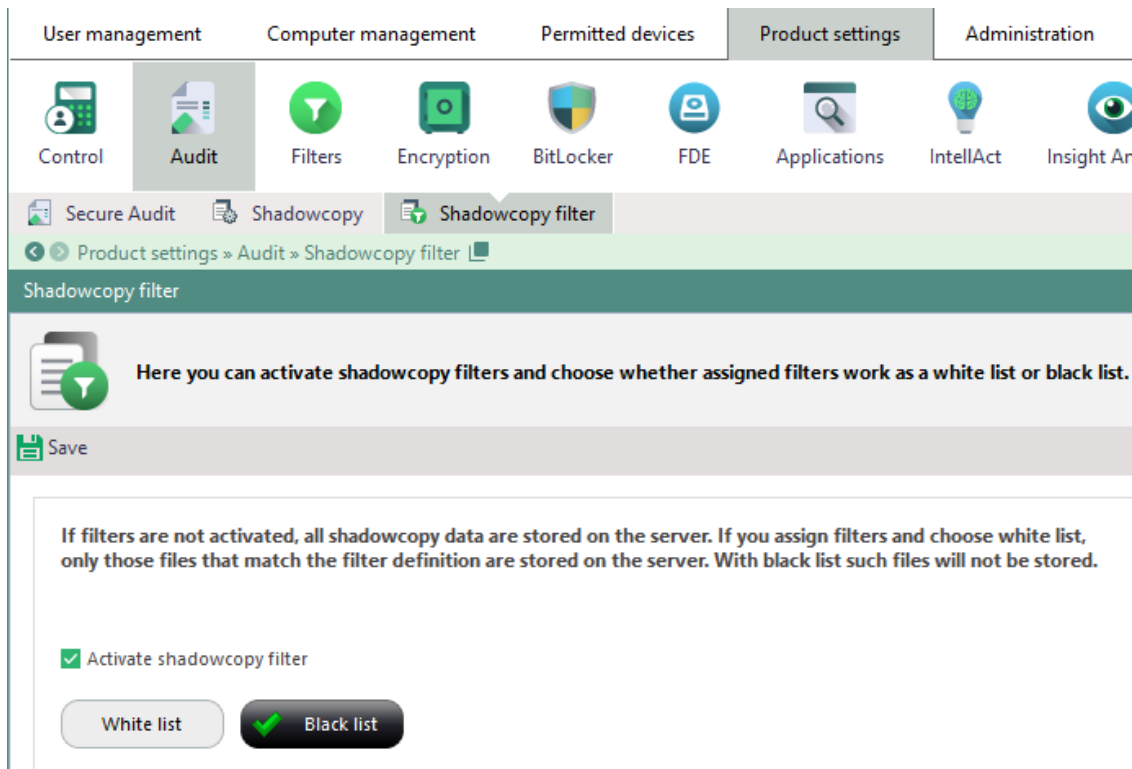 User management Computer management Permitted devices Product settings Administration
Control Audit Filters Encryption BitLocker FDE Applications IntellAct Insight An
Secure Audit Shadowcopy Shadowcopy filter
Product settings » Audit » Shadowcopy filter
Shadowcopy filter
Here you can activate shadowcopy filters and choose whether assigned filters work as a white list or black list.
Save
If filters are not activated, all shadowcopy data are stored on the server. If you assign filters and choose white list,
only those files that match the filter definition are stored on the server. With black list such files will not be stored.
Activate shadowcopy filter
White list Black list